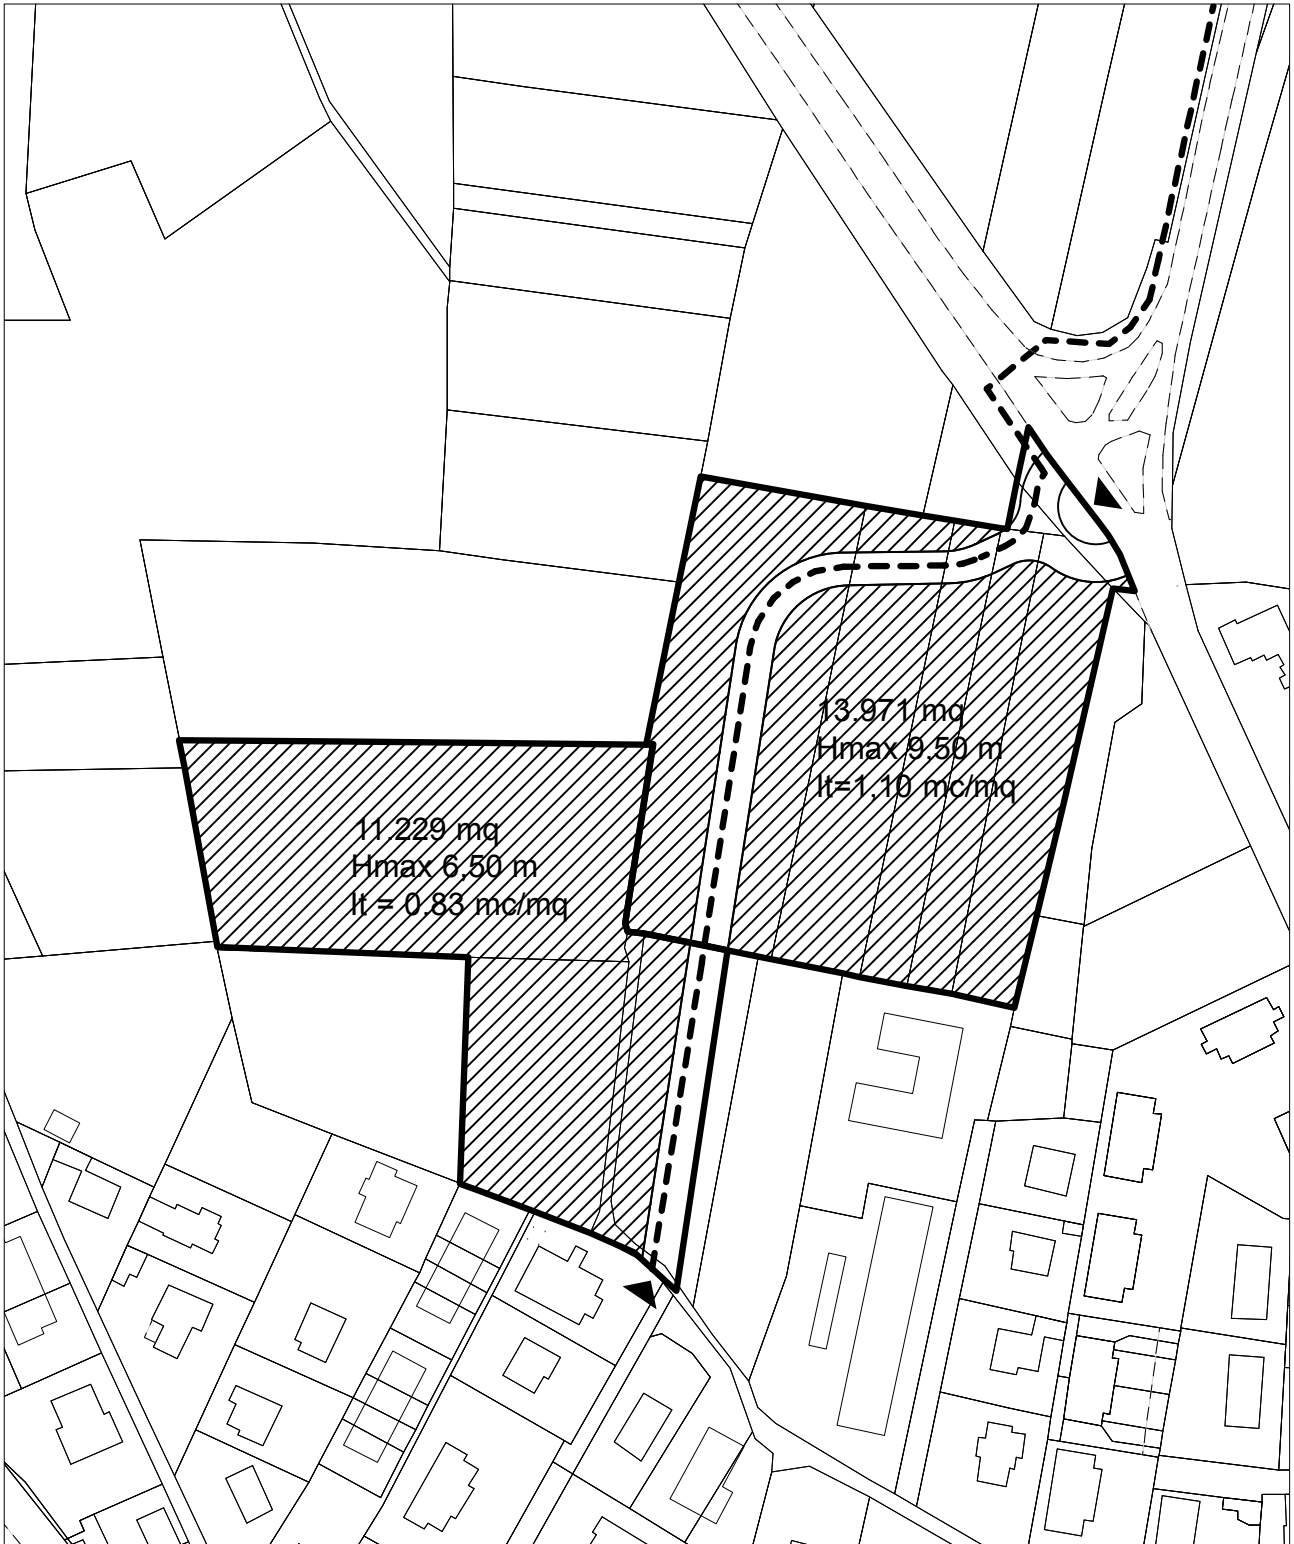 13.971 mq
Hmax 9.50 m
It=1,10 mc/mq
11.229 mq
Hmax 6.50 m
It = 0.83 mc/mq